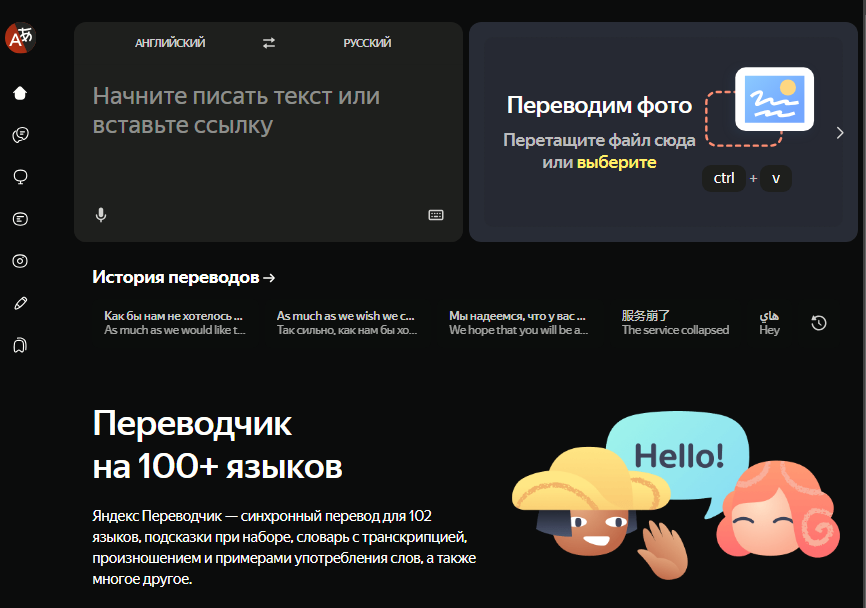 АНГЛИЙСКИЙ
РУССКИЙ
Начните писать текст или
вставьте ссылку
Переводим фото
Перетащите файл сюда
или выберите
ctrl + v
История переводов →
Как бы нам не хотелось ...
As much as we would like t...
As much as we wish we c...
Так сильно, как нам бы хо...
Мы надеемся, что у вас ...
We hope that you will be a...
服务崩了
The service collapsed
هاي
Hey
Переводчик
на 100+ языков
Яндекс Переводчик — синхронный перевод для 102
языков, подсказки при наборе, словарь с транскрипцией,
произношением и примерами употребления слов, а также
многое другое.
Hello!